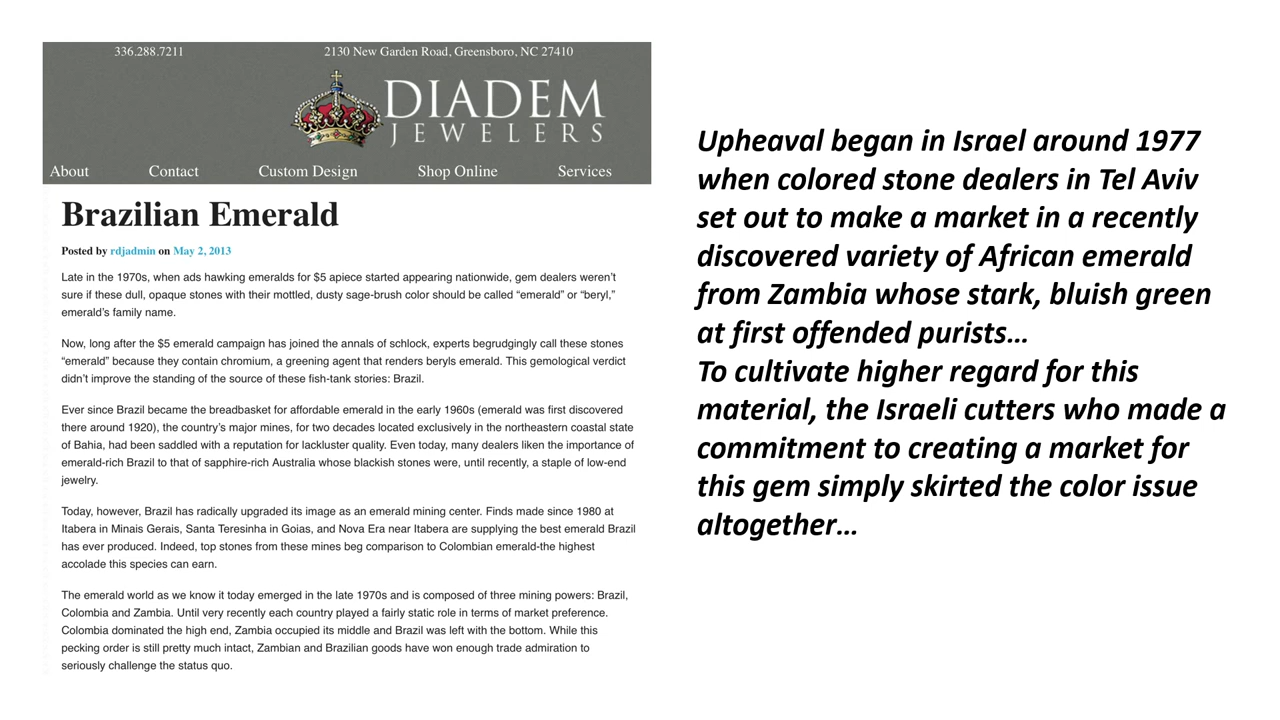 336.288.7211
2130 New Garden Road, Greensboro, NC 27410
DIADEM
JEWELERS
About
Contact
Custom Design
Shop Online
Services
Brazilian Emerald
Posted by rdjadmin on May 2, 2013
Late in the 1970s, when ads hawking emeralds for $5 apiece started appearing nationwide, gem dealers weren’t
sure if these dull, opaque stones with their mottled, dusty sage-brush color should be called “emerald” or “beryl,”
emerald’s family name.
Now, long after the $5 emerald campaign has joined the annals of schlock, experts begrudgingly call these stones
“emerald” because they contain chromium, a greening agent that renders beryls emerald. This gemological verdict
didn’t improve the standing of the source of these fish-tank stories: Brazil.
Ever since Brazil became the breadbasket for affordable emerald in the early 1960s (emerald was first discovered
there around 1920), the country’s major mines, for two decades located exclusively in the northeastern coastal state
of Bahia, had been saddled with a reputation for lackluster quality. Even today, many dealers liken the importance of
emerald-rich Brazil to that of sapphire-rich Australia whose blackish stones were, until recently, a staple of low-end
jewelry.
Today, however, Brazil has radically upgraded its image as an emerald mining center. Finds made since 1980 at
Itabera in Minais Gerais, Santa Teresinha in Goias, and Nova Era near Itabera are supplying the best emerald Brazil
has ever produced. Indeed, top stones from these mines beg comparison to Colombian emerald-the highest
accolade this species can earn.
The emerald world as we know it today emerged in the late 1970s and is composed of three mining powers: Brazil,
Colombia and Zambia. Until very recently each country played a fairly static role in terms of market preference.
Colombia dominated the high end, Zambia occupied its middle and Brazil was left with the bottom. While this
pecking order is still pretty much intact, Zambian and Brazilian goods have won enough trade admiration to
seriously challenge the status quo.
Upheaval began in Israel around 1977
when colored stone dealers in Tel Aviv
set out to make a market in a recently
discovered variety of African emerald
from Zambia whose stark, bluish green
at first offended purists…
To cultivate higher regard for this
material, the Israeli cutters who made a
commitment to creating a market for
this gem simply skirted the color issue
altogether…